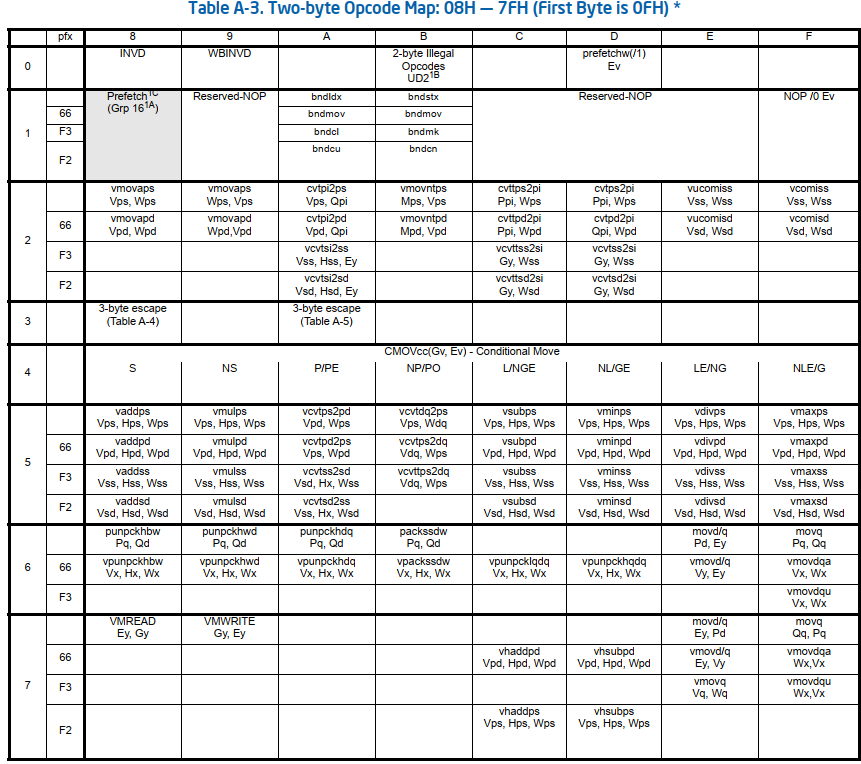 Table A-3. Two-byte Opcode Map: 08H — 7FH (First Byte is 0FH) *
pfx 8 9 A B C D E F
0 INVD WBINVD 2-byte Illegal Opcodes UD2 1B prefetchw(/1) Ev
1 Prefetch1C (Grp 161A) Reserved-NOP bndldx bndstx Reserved-NOP NOP /0 Ev
66 bndmov bndmov
F3 bndcl bndmk
F2 bndcu bndcn
2 vmovaps Vps, Wps vmovaps Wps, Vps cvtpi2ps Vps, Qpi vmovntps Mps, Vps cvttps2pi Ppi, Wps cvtps2pi Ppi, Wps vucomiss Vss, Wss vcomiss Vss, Wss
66 vmovapd Vpd, Wpd vmovapd Wpd,Vpd cvtpi2pd Vpd, Qpi vmovntpd Mpd, Vpd cvttpd2pi Ppi, Wpd cvtpd2pi Qpi, Wpd vucomisd Vsd, Wsd vcomisd Vsd, Wsd
F3 vcvtsi2ss Vss, Hss, Ey vcvttss2si Gy, Wss vcvtss2si Gy, Wss
F2 vcvtsi2sd Vsd, Hsd, Ey vcvttsd2si Gy, Wsd vcvtsd2si Gy, Wsd
3 3-byte escape (Table A-4) 3-byte escape (Table A-5)
4 CMOVcc(Gv, Ev) - Conditional Move
S NS P/PE NP/PO L/NGE NL/GE LE/NG NLE/G
5 vaddps Vps, Hps, Wps vmulps Vps, Hps, Wps vcvtps2pd Vpd, Wps vcvtdq2ps Vps, Wdq vsubps Vps, Hps, Wps vminps Vps, Hps, Wps vdivps Vps, Hps, Wps vmaxps Vps, Hps, Wps
66 vaddpd Vpd, Hpd, Wpd vmulpd Vpd, Hpd, Wpd vcvtpd2ps Vps, Wpd vcvtps2dq Vdq, Wps vsubpd Vpd, Hpd, Wpd vminpd Vpd, Hpd, Wpd vdivpd Vpd, Hpd, Wpd vmaxpd Vpd, Hpd, Wpd
F3 vaddss Vss, Hss, Wss vmulss Vss, Hss, Wss vcvtss2sd Vsd, Hx, Wss vcvttps2dq Vdq, Wps vsubss Vss, Hss, Wss vminss Vss, Hss, Wss vdivss Vss, Hss, Wss vmaxss Vss, Hss, Wss
F2 vaddsd Vsd, Hsd, Wsd vmulsd Vsd, Hsd, Wsd vcvtsd2ss Vss, Hx, Wsd vsubsd Vsd, Hsd, Wsd vminsd Vsd, Hsd, Wsd vdivsd Vsd, Hsd, Wsd vmaxsd Vsd, Hsd, Wsd
6 punpckhbw Pq, Qd punpckhwd Pq, Qd punpckhdq Pq, Qd packssdw Pq, Qd movd/q Pd, Ey movq Pq, Qq
66 vpunpckhbw Vx, Hx, Wx vpunpckhwd Vx, Hx, Wx vpunpckhdq Vx, Hx, Wx vpackssdw Vx, Hx, Wx vpunpcklqdq Vx, Hx, Wx vpunpckhqdq Vx, Hx, Wx vmovd/q Vy, Ey vmovdqa Vx, Wx
F3 vmovdqu Vx, Wx
7 VMREAD Ey, Gy VMWRITE Gy, Ey movd/q Ey, Pd movq Qq, Pq
66 vhaddpd Vpd, Hpd, Wpd vhsubpd Vpd, Hpd, Wpd vmovd/q Ey, Vy vmovdqa Wx,Vx
F3 vmovq Vq, Wq vmovdqu Wx,Vx
F2 vhaddps Vps, Hps, Wps vhsubps Vps, Hps, Wps